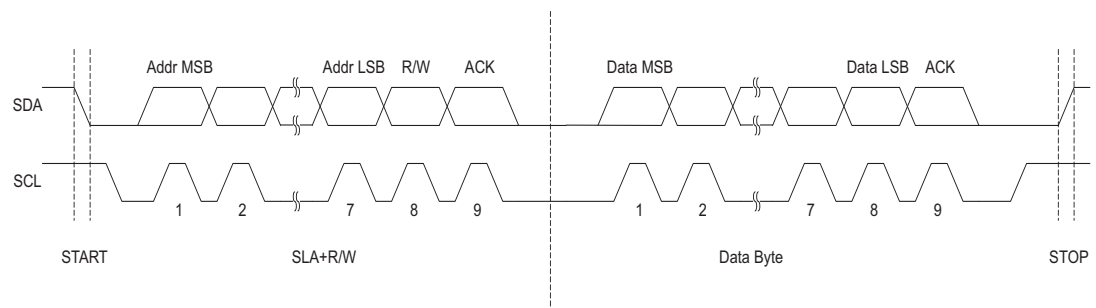 Addr MSB Addr LSB R/W ACK Data MSB Data LSB ACK
SDA
SCL
1 2 7 8 9 1 2 7 8 9
START SLA+R/W Data Byte STOP